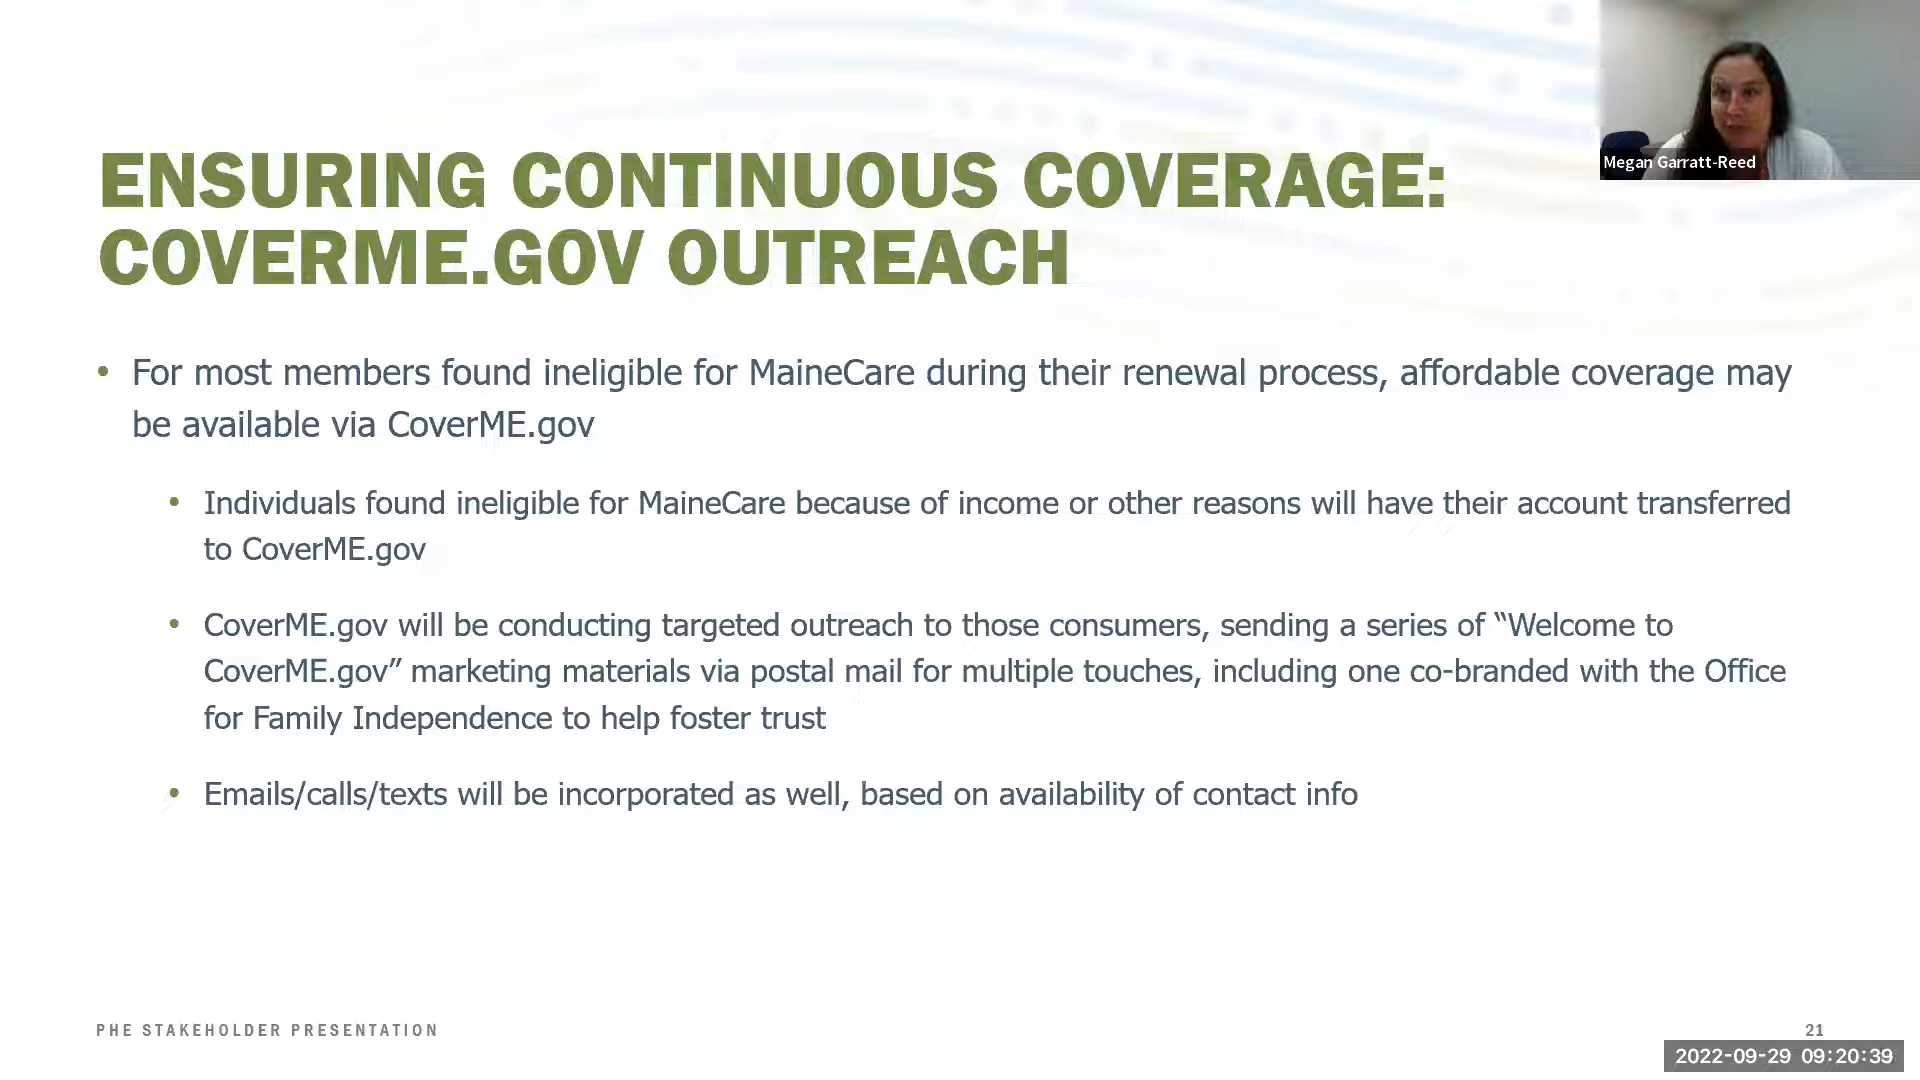 Megan Garratt-Reed
ENSURING CONTINUOUS COVERAGE:
COVERME.GOV OUTREACH
• For most members found ineligible for MaineCare during their renewal process, affordable coverage may
be available via CoverME.gov
• Individuals found ineligible for MaineCare because of income or other reasons will have their account transferred
to CoverME.gov
• CoverME.gov will be conducting targeted outreach to those consumers, sending a series of “Welcome to
CoverME.gov” marketing materials via postal mail for multiple touches, including one co-branded with the Office
for Family Independence to help foster trust
• Emails/calls/texts will be incorporated as well, based on availability of contact info
PHE STAKEHOLDER PRESENTATION
21
2022-09-29 09:20:39